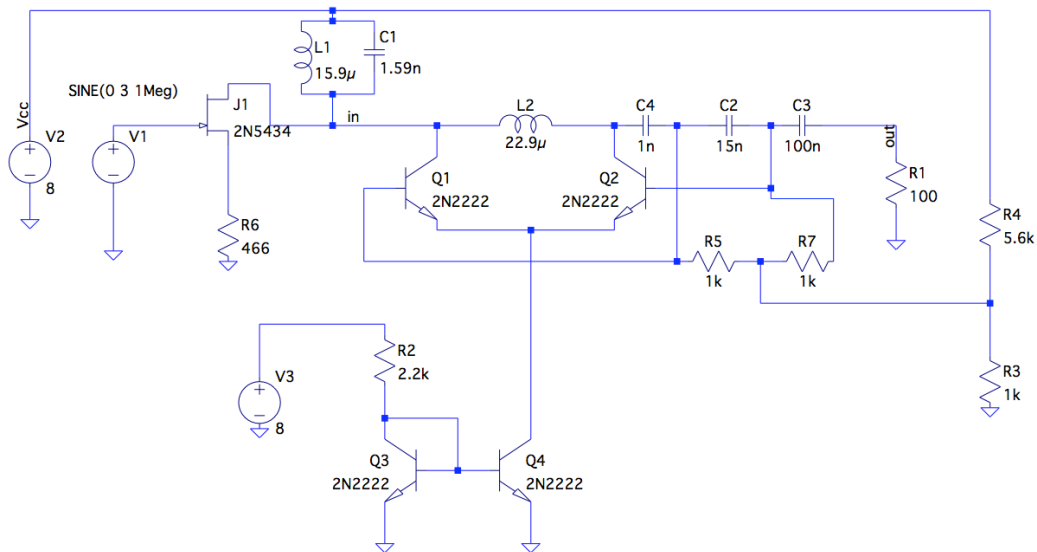 Vcc
V2
8
SINE(0 3 1Meg)
V1
J1
2N5434
R6
466
L1
15.9µ
C1
1.59n
in
L2
22.9µ
C4
1n
C2
15n
C3
100n
out
R1
100
Q1
2N2222
Q2
2N2222
R5
1k
R7
1k
R4
5.6k
R3
1k
V3
8
R2
2.2k
Q3
2N2222
Q4
2N2222
+
−
+
−
+
−